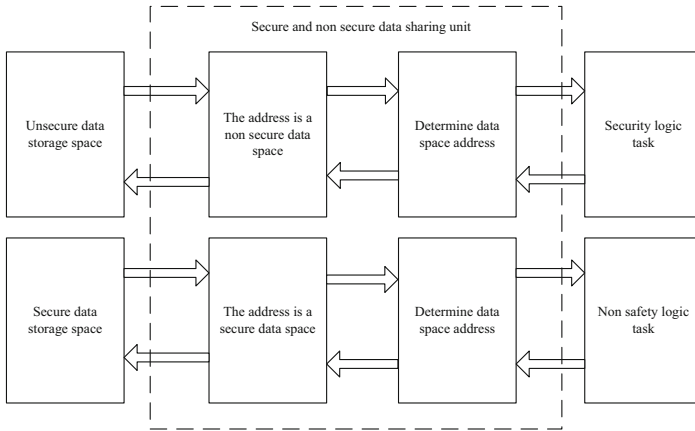 Secure and non secure data sharing unit
Unsecure data
storage space
The address is a
non secure data
space
Determine data
space address
Security logic
task
Secure data
storage space
The address is a
secure data space
Determine data
space address
Non safety logic
task